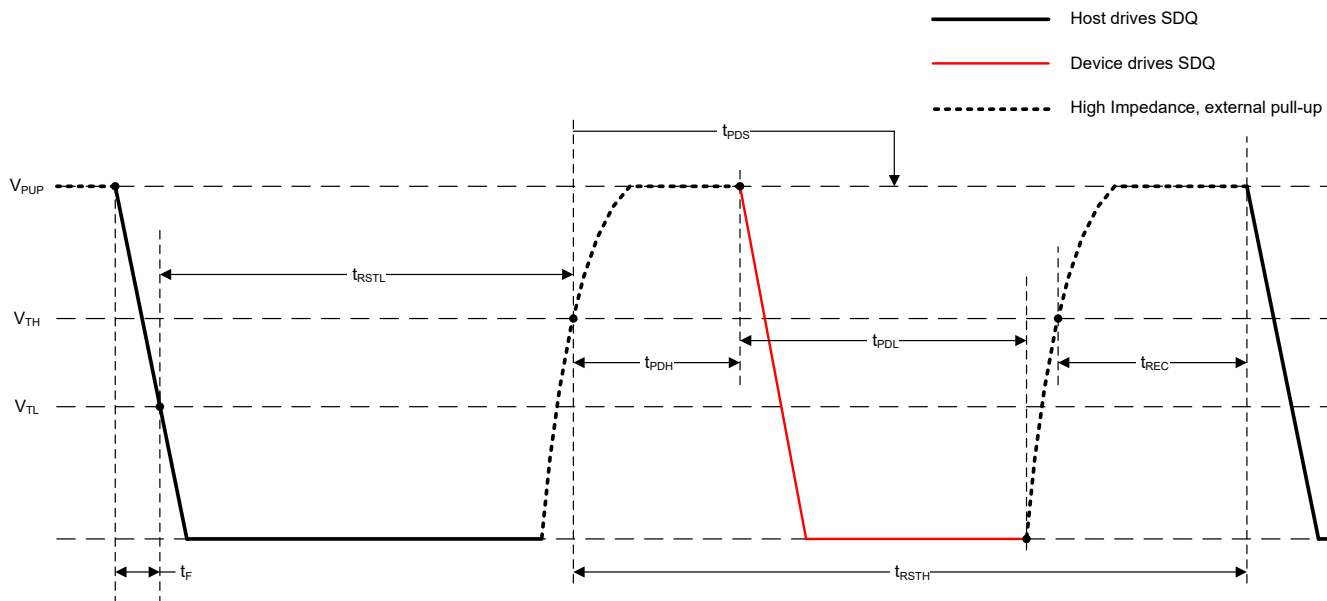 Host drives SDQ
Device drives SDQ
High Impedance, external pull-up
tPDS
VPUP
tRSTL
VTH
tPDL
tPDH
tREC
VTL
tF
tRSTH